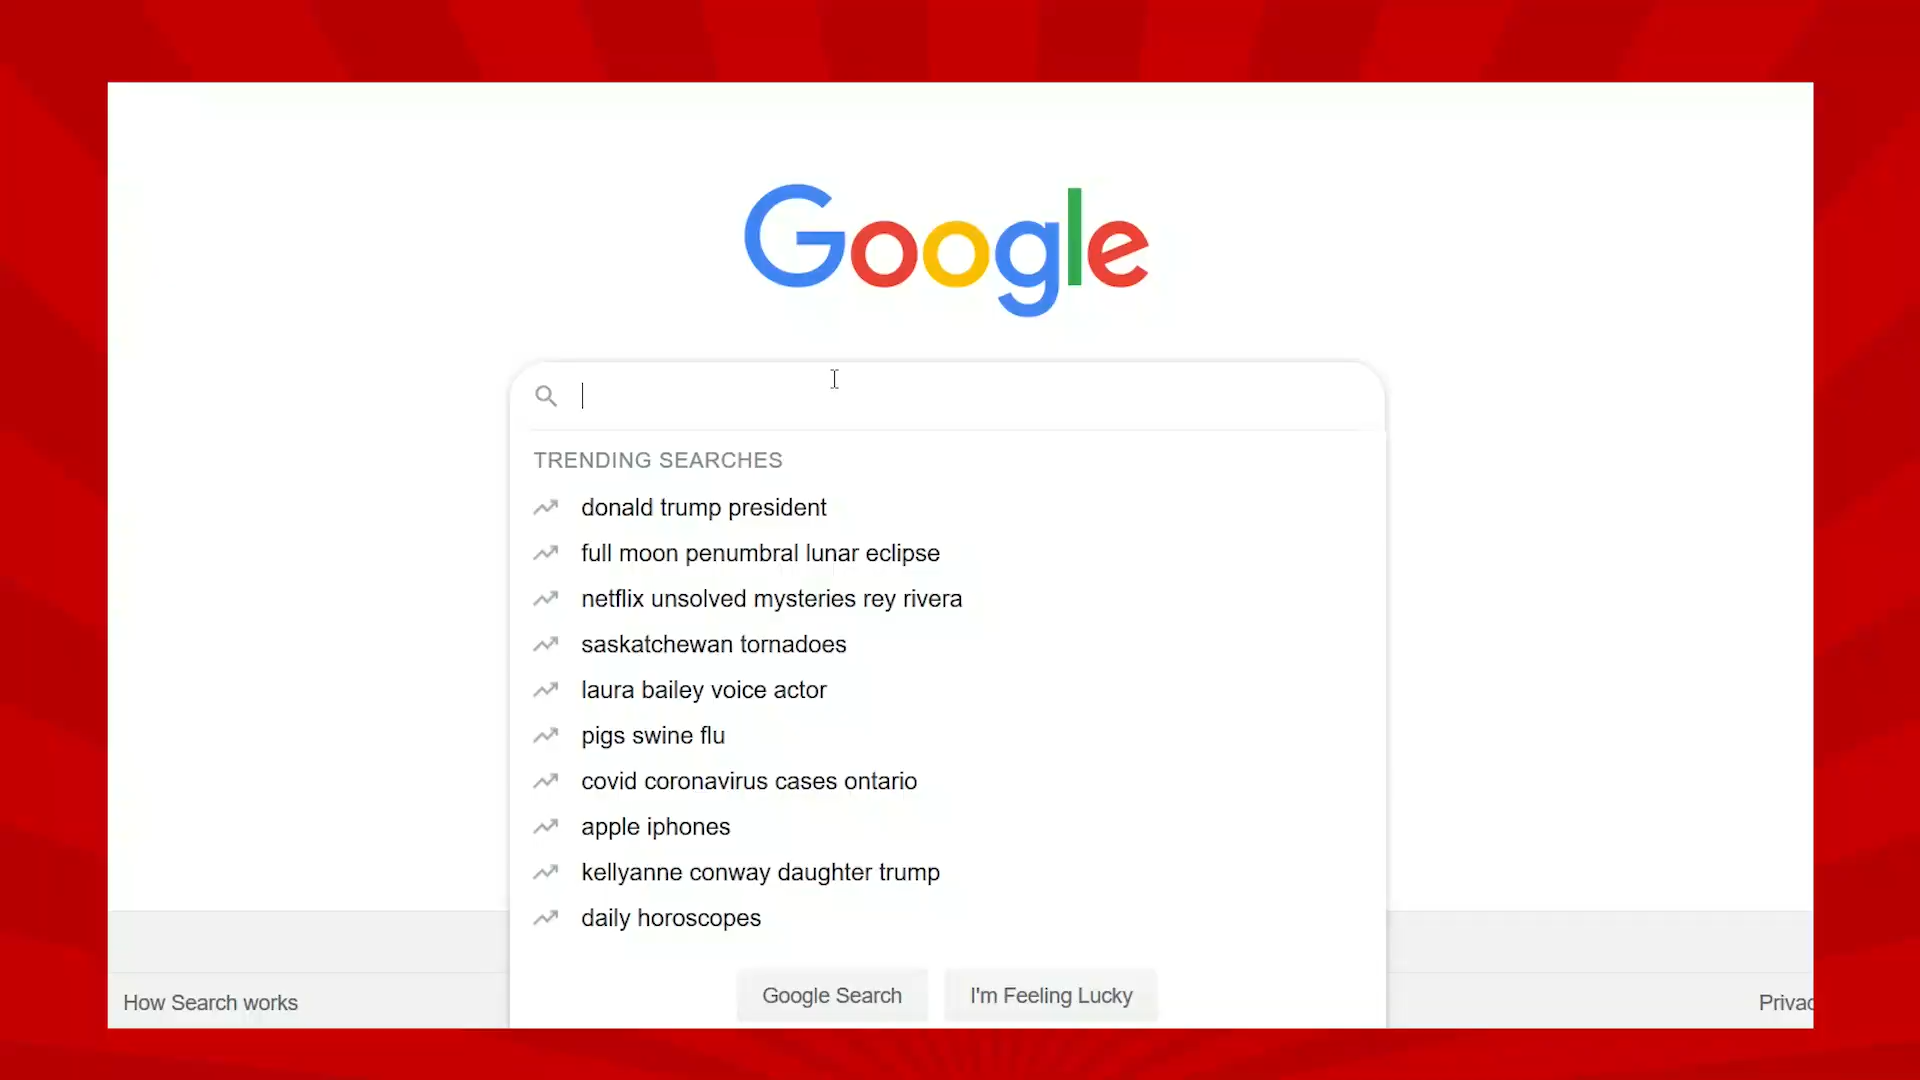 Google
TRENDING SEARCHES
donald trump president
full moon penumbral lunar eclipse
netflix unsolved mysteries rey rivera
saskatchewan tornadoes
laura bailey voice actor
pigs swine flu
covid coronavirus cases ontario
apple iphones
kellyanne conway daughter trump
daily horoscopes
Google Search I'm Feeling Lucky
How Search works Privac